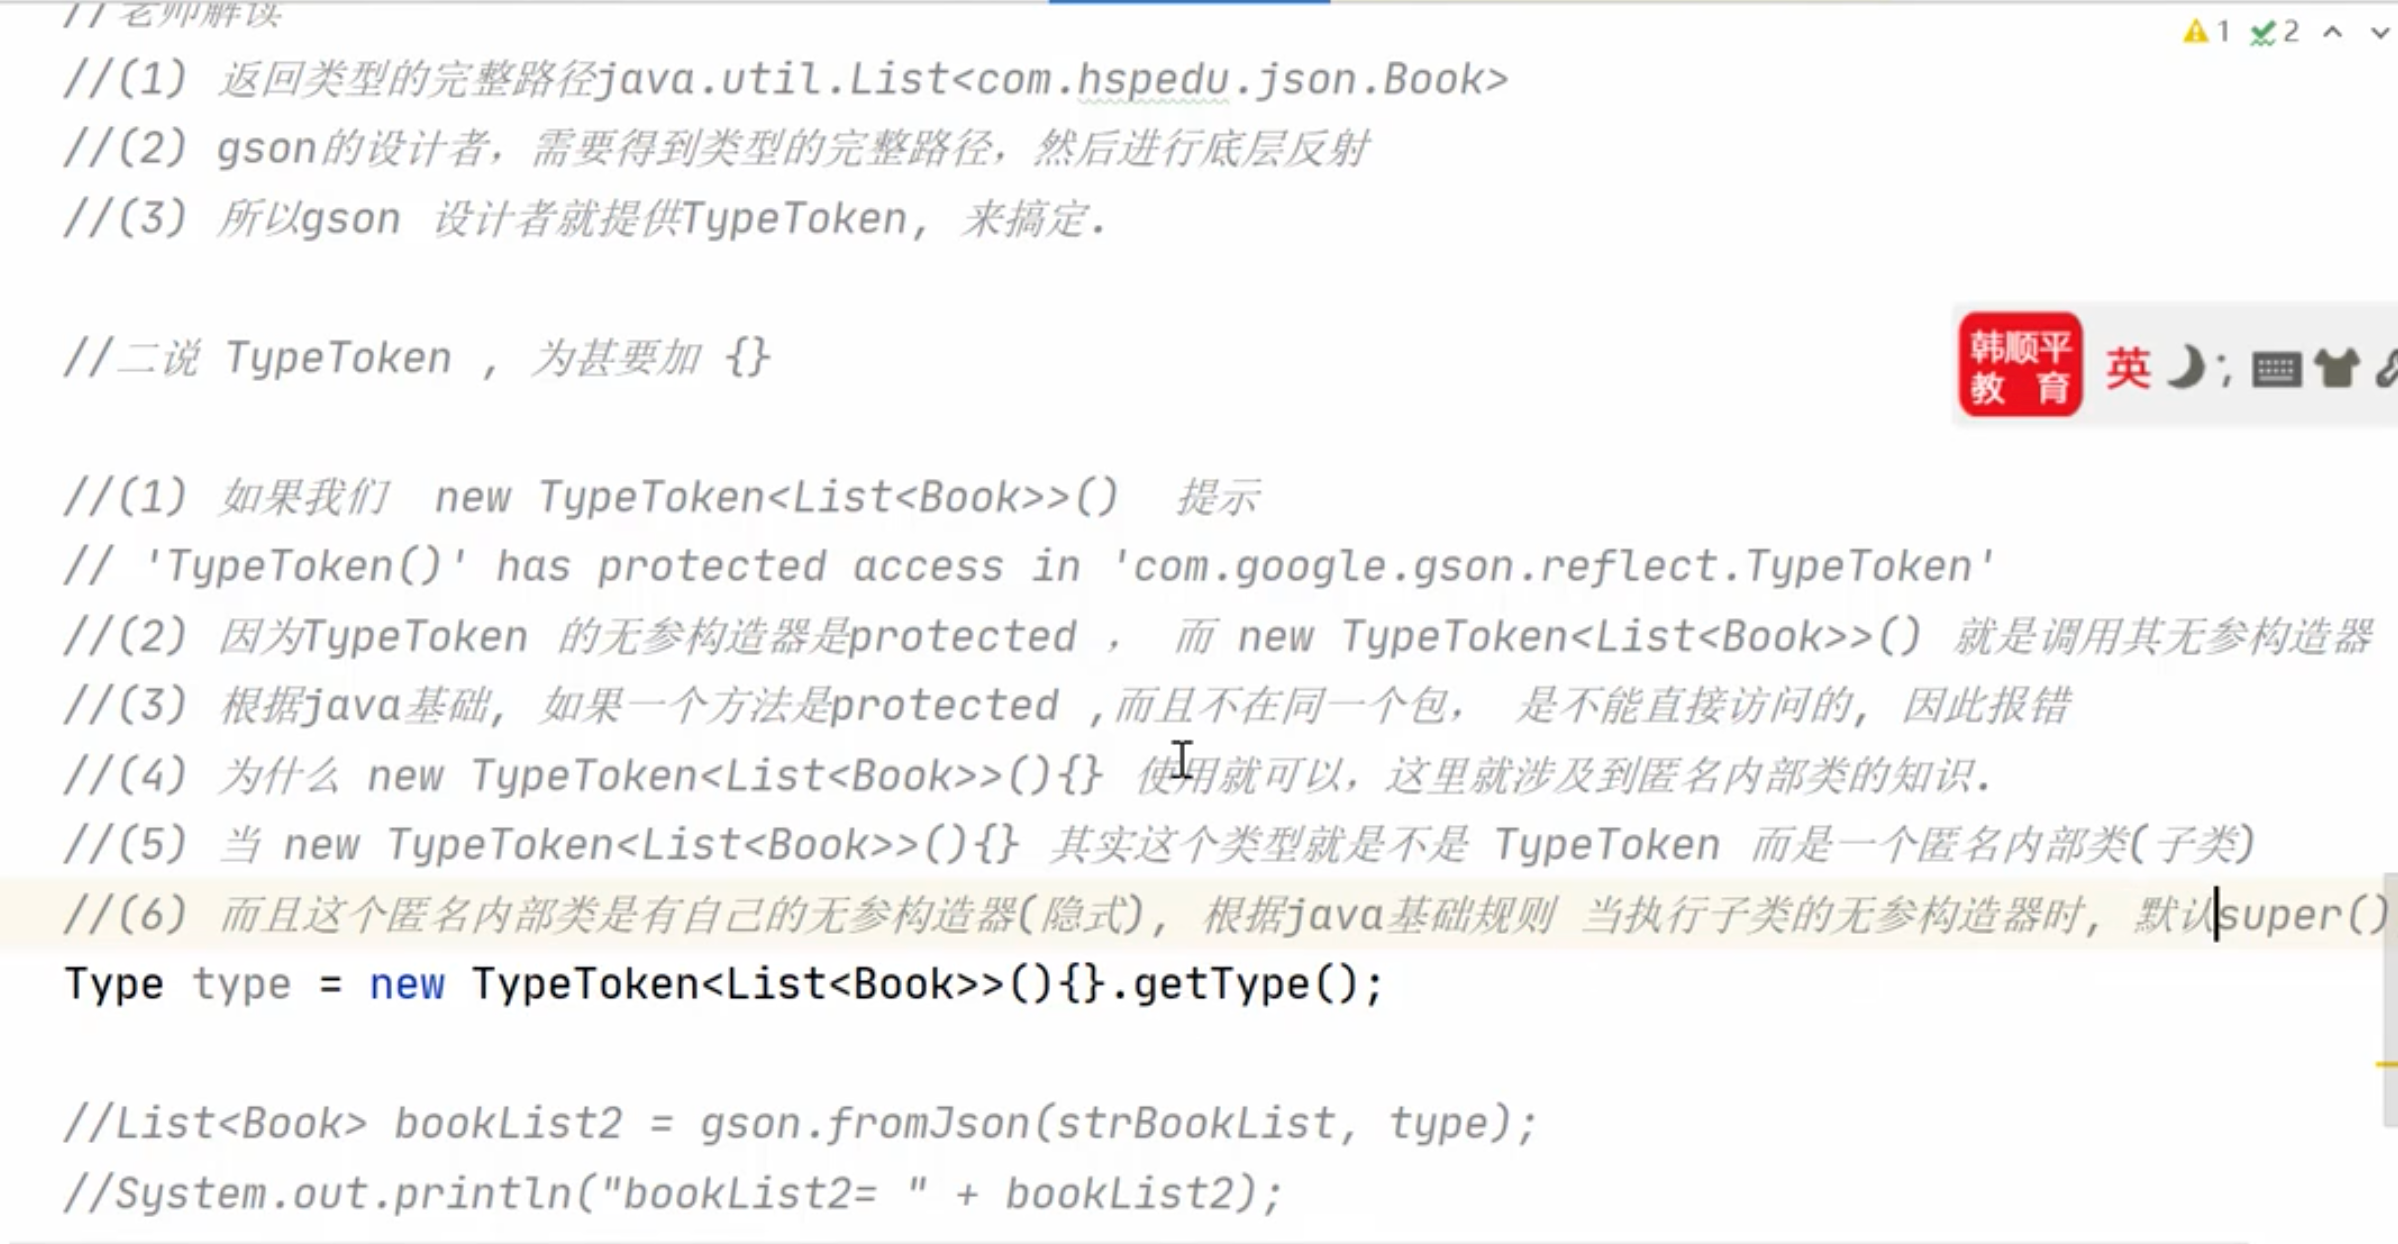 //老师解读
//(1) 返回类型的完整路径java.util.List<com.hspedu.json.Book>
//(2) gson的设计者，需要得到类型的完整路径，然后进行底层反射
//(3) 所以gson 设计者就提供TypeToken, 来搞定.
//二说 TypeToken , 为甚要加 {}
//(1) 如果我们  new TypeToken<List<Book>>()  提示
// 'TypeToken()' has protected access in 'com.google.gson.reflect.TypeToken'
//(2) 因为TypeToken 的无参构造器是protected ， 而 new TypeToken<List<Book>>() 就是调用其无参构造器
//(3) 根据java基础, 如果一个方法是protected ,而且不在同一个包， 是不能直接访问的, 因此报错
//(4) 为什么 new TypeToken<List<Book>>(){} 使用就可以，这里就涉及到匿名内部类的知识.
//(5) 当 new TypeToken<List<Book>>(){} 其实这个类型就是不是 TypeToken 而是一个匿名内部类(子类)
//(6) 而且这个匿名内部类是有自己的无参构造器(隐式), 根据java基础规则 当执行子类的无参构造器时, 默认super()
Type type = new TypeToken<List<Book>>(){}.getType();
//List<Book> bookList2 = gson.fromJson(strBookList, type);
//System.out.println("bookList2= " + bookList2);
1 2
韩顺平
教 育
英